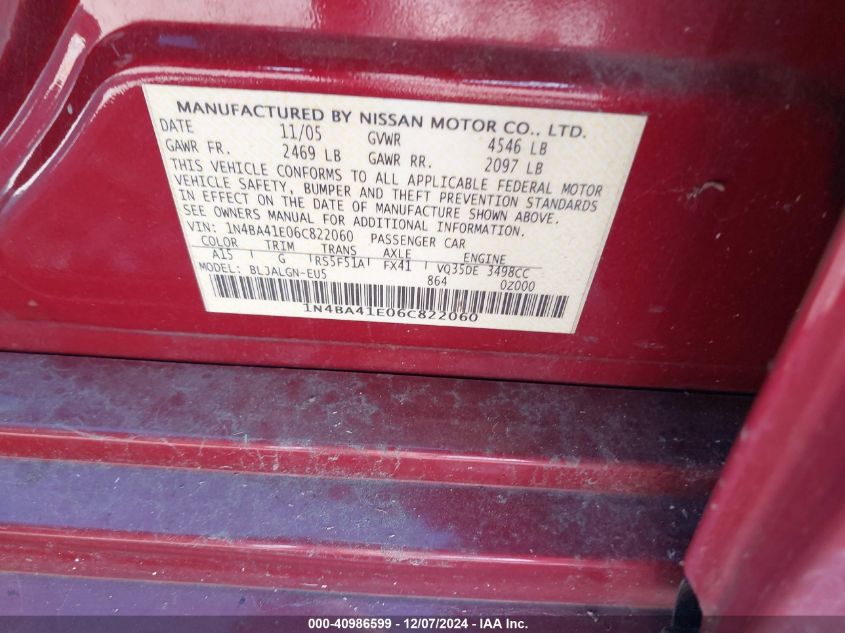 MANUFACTURED BY NISSAN MOTOR CO., LTD.
DATE 11/05 GVWR 4546 LB
GAWR FR. 2469 LB GAWR RR. 2097 LB
THIS VEHICLE CONFORMS TO ALL APPLICABLE FEDERAL MOTOR
VEHICLE SAFETY, BUMPER AND THEFT PREVENTION STANDARDS
IN EFFECT ON THE DATE OF MANUFACTURE SHOWN ABOVE.
SEE OWNERS MANUAL FOR ADDITIONAL INFORMATION.
VIN: 1N4BA41E06C822060 PASSENGER CAR
COLOR TRIM TRANS AXLE ENGINE
A15 G RS5F51A FX41 VQ35DE 3498CC
MODEL: BLJALGN-EU5 864 0Z000
1N4BA41E06C822060
000-40986599 - 12/07/2024 - IAA Inc.